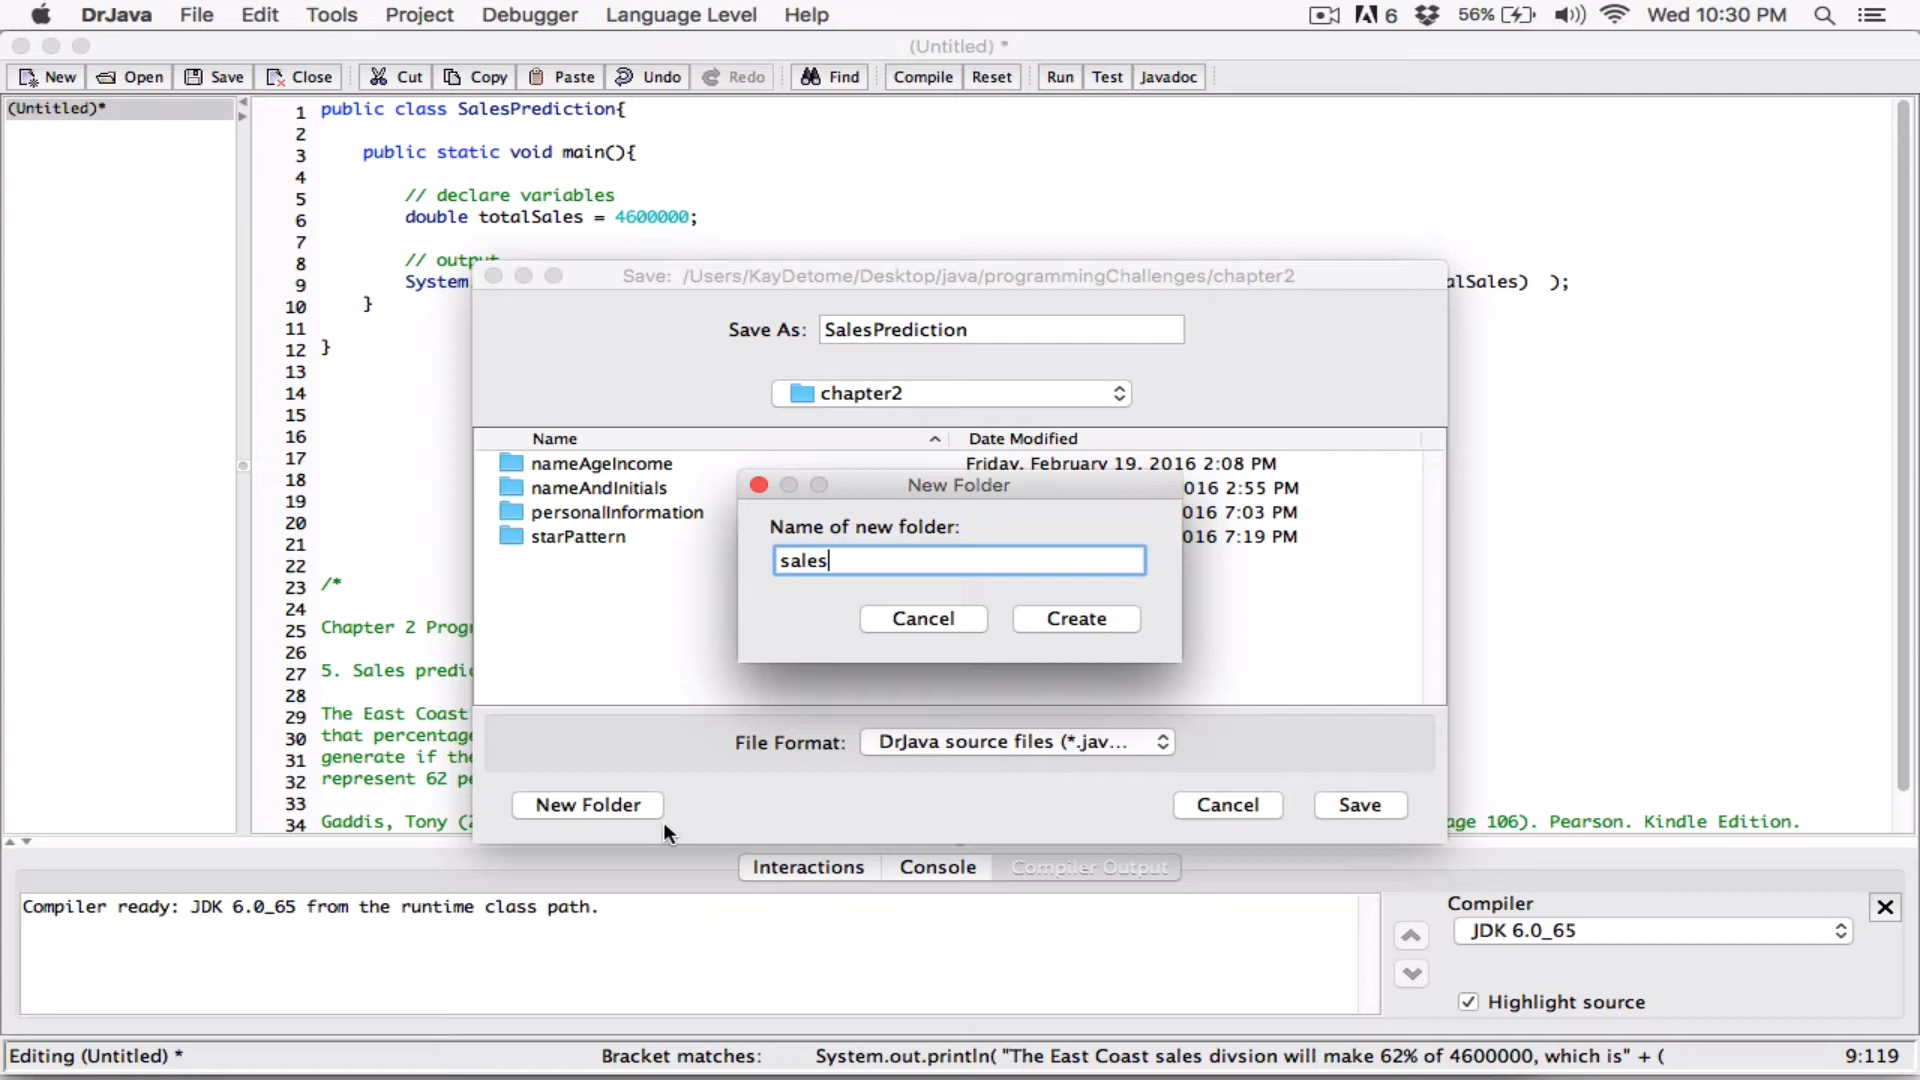 DrJava File Edit Tools Project Debugger Language Level Help 6 56% Wed 10:30 PM
(Untitled) *
New Open Save Close Cut Copy Paste Undo Redo Find Compile Reset Run Test Javadoc
(Untitled)*
1 public class SalesPrediction{
2
3 public static void main(){
4
5 // declare variables
6 double totalSales = 4600000;
7
8 // output
9 System. alSales) );
10 }
11
12 }
13
14
15
16
17
18
19
20
21
22
23 /*
24
25 Chapter 2 Prog
26
27 5. Sales predi
28
29 The East Coast
30 that percentage
31 generate if the
32 represent 62 pe
33
34 Gaddis, Tony (2 age 106). Pearson. Kindle Edition.
Save: /Users/KayDetome/Desktop/java/programmingChallenges/chapter2
Save As: SalesPrediction
chapter2
Name Date Modified
nameAgeIncome Friday, February 19, 2016 2:08 PM
nameAndInitials 016 2:55 PM
personalInformation 016 7:03 PM
starPattern 016 7:19 PM
New Folder
Name of new folder:
sales
Cancel Create
File Format: DrJava source files (*.jav...
New Folder Cancel Save
Interactions Console Compiler Output
Compiler ready: JDK 6.0_65 from the runtime class path.
Compiler
JDK 6.0_65
Highlight source
Editing (Untitled) * Bracket matches: System.out.println( "The East Coast sales divsion will make 62% of 4600000, which is" + ( 9:119